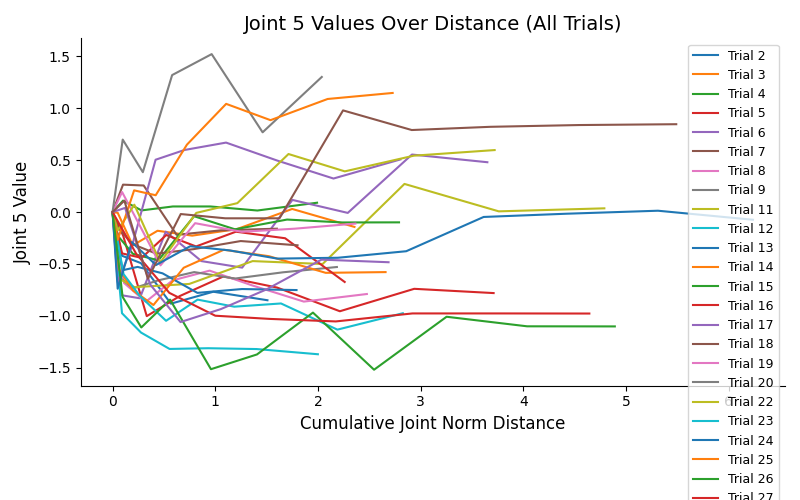 Joint 5 Values Over Distance (All Trials)
Joint 5 Value
1.5
1.0
0.5
0.0
−0.5
−1.0
−1.5
0 1 2 3 4 5
Cumulative Joint Norm Distance
Trial 2
Trial 3
Trial 4
Trial 5
Trial 6
Trial 7
Trial 8
Trial 9
Trial 11
Trial 12
Trial 13
Trial 14
Trial 15
Trial 16
Trial 17
Trial 18
Trial 19
Trial 20
Trial 22
Trial 23
Trial 24
Trial 25
Trial 26
Trial 27